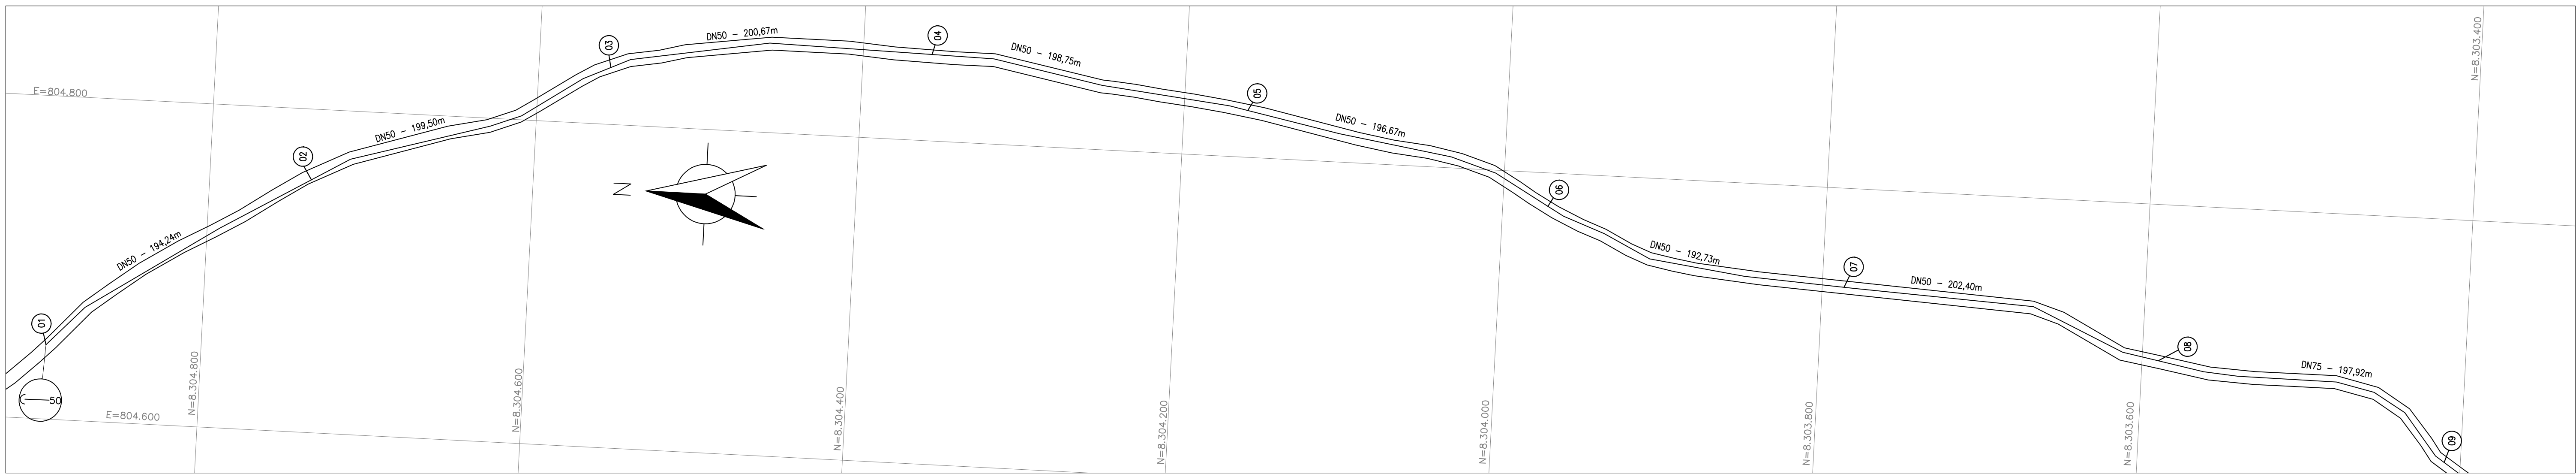 03
DN50 - 200,67m
04
DN50 - 198,75m
N=8.303.400
E=804.800
05
DN50 - 199,50m
DN50 - 196,67m
02
N
06
DN50 - 194,24m
DN50 - 192,73m
07
DN50 - 202,40m
01
08
DN75 - 197,92m
N=8.304.800
N=8.304.600
N=8.304.400
N=8.304.200
N=8.304.000
N=8.303.800
N=8.303.600
50
E=804.600
09